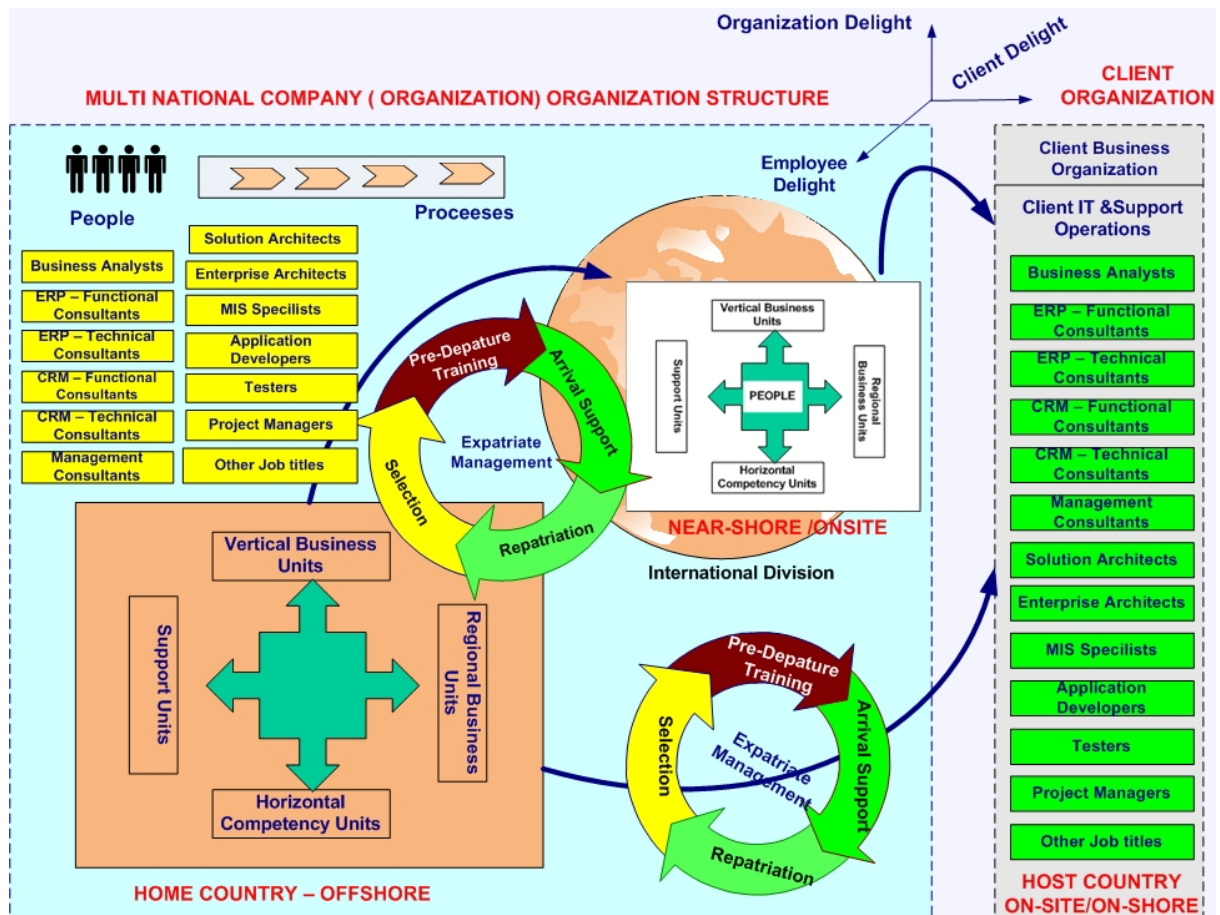 Organization Delight
Client Delight
Employee
Delight
MULTI NATIONAL COMPANY ( ORGANIZATION) ORGANIZATION STRUCTURE
CLIENT
ORGANIZATION
People
Proceeses
Business Analysts
ERP – Functional
Consultants
ERP – Technical
Consultants
CRM – Functional
Consultants
CRM – Technical
Consultants
Management
Consultants
Solution Architects
Enterprise Architects
MIS Specilists
Application
Developers
Testers
Project Managers
Other Job titles
Pre-Depature
Training
Arrival Support
Repatriation
Selection
Expatriate
Management
Vertical Business
Units
Support Units
PEOPLE
Regional
Business Units
Horizontal
Competency Units
NEAR-SHORE /ONSITE
International Division
Vertical Business
Units
Support Units
Regional Business
Units
Horizontal
Competency Units
HOME COUNTRY – OFFSHORE
Pre-Depature
Training
Arrival Support
Repatriation
Selection
Expatriate
Management
Client Business
Organization
Client IT &Support
Operations
Business Analysts
ERP – Functional
Consultants
ERP – Technical
Consultants
CRM – Functional
Consultants
CRM – Technical
Consultants
Management
Consultants
Solution Architects
Enterprise Architects
MIS Specilists
Application
Developers
Testers
Project Managers
Other Job titles
HOST COUNTRY
ON-SITE/ON-SHORE